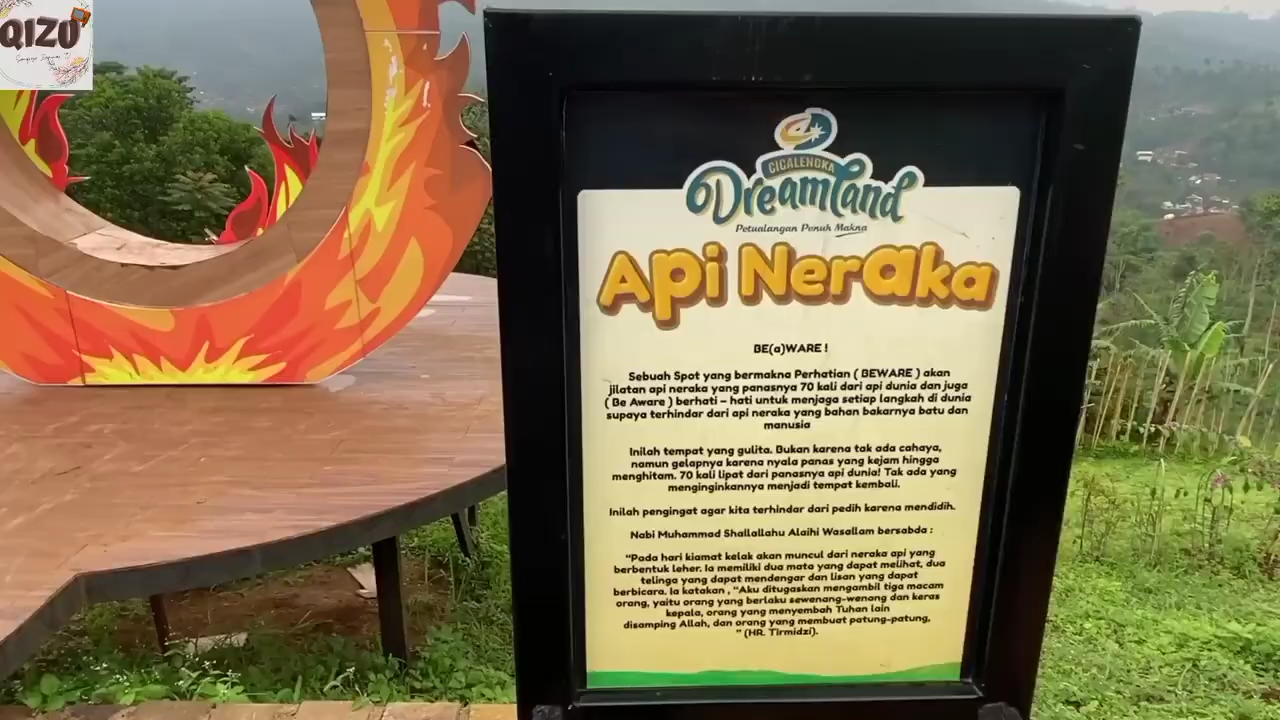 QIZU
CICALENGKA
Dreamland
Petualangan Penuh Makna
Api Neraka
BE(a)WARE !
Sebuah Spot yang bermakna Perhatian ( BEWARE ) akan
jilatan api neraka yang panasnya 70 kali dari api dunia dan juga
( Be Aware ) berhati – hati untuk menjaga setiap langkah di dunia
supaya terhindar dari api neraka yang bahan bakarnya batu dan
manusia
Inilah tempat yang gulita. Bukan karena tak ada cahaya,
namun gelapnya karena nyala panas yang kejam hingga
menghitam. 70 kali lipat dari panasnya api dunia! Tak ada yang
menginginkannya menjadi tempat kembali.
Inilah pengingat agar kita terhindar dari pedih karena mendidih.
Nabi Muhammad Shallallahu Alaihi Wasallam bersabda :
“Pada hari kiamat kelak akan muncul dari neraka api yang
berbentuk leher. Ia memiliki dua mata yang dapat melihat, dua
telinga yang dapat mendengar dan lisan yang dapat
berbicara. Ia katakan , “Aku ditugaskan mengambil tiga macam
orang, yaitu orang yang berlaku sewenang-wenang dan keras
kepala, orang yang menyembah Tuhan lain
disamping Allah, dan orang yang membuat patung-patung,
” (HR. Tirmidzi).